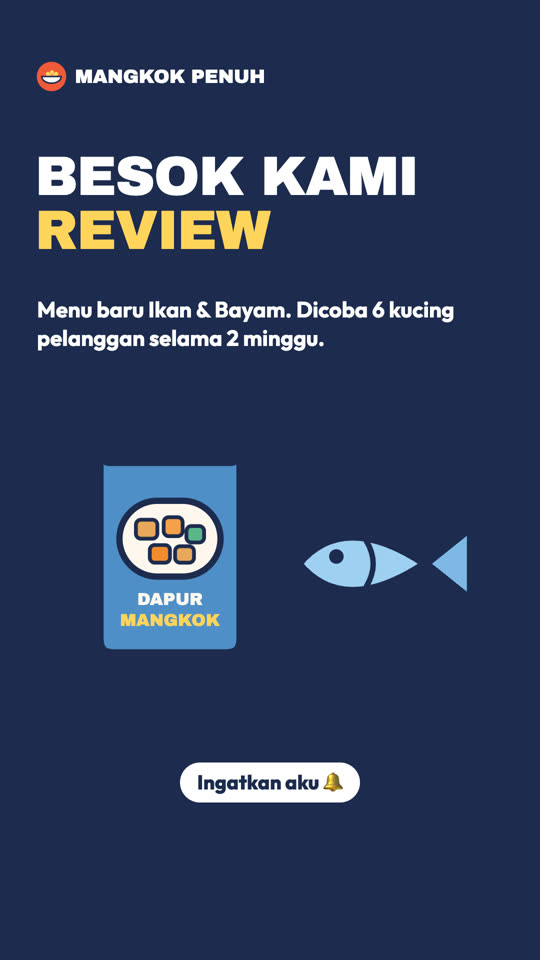 MANGKOK PENUH
BESOK KAMI
REVIEW
Menu baru Ikan & Bayam. Dicoba 6 kucing
pelanggan selama 2 minggu.
DAPUR
MANGKOK
Ingatkan aku 🔔